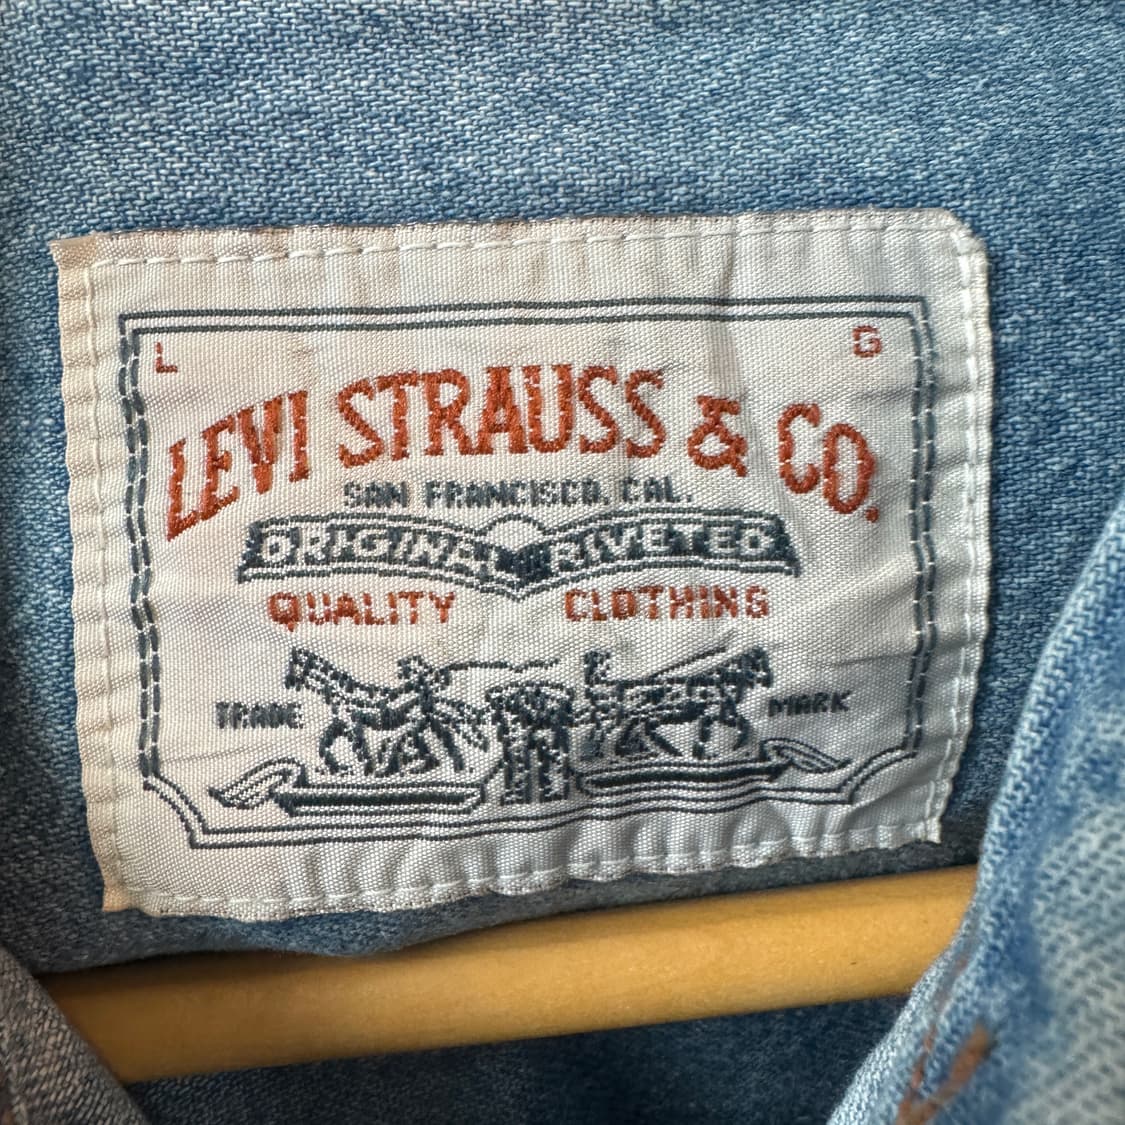 L G
LEVI STRAUSS & CO.
SAN FRANCISCO, CAL.
ORIGINAL RIVETED
QUALITY CLOTHING
TRADE MARK